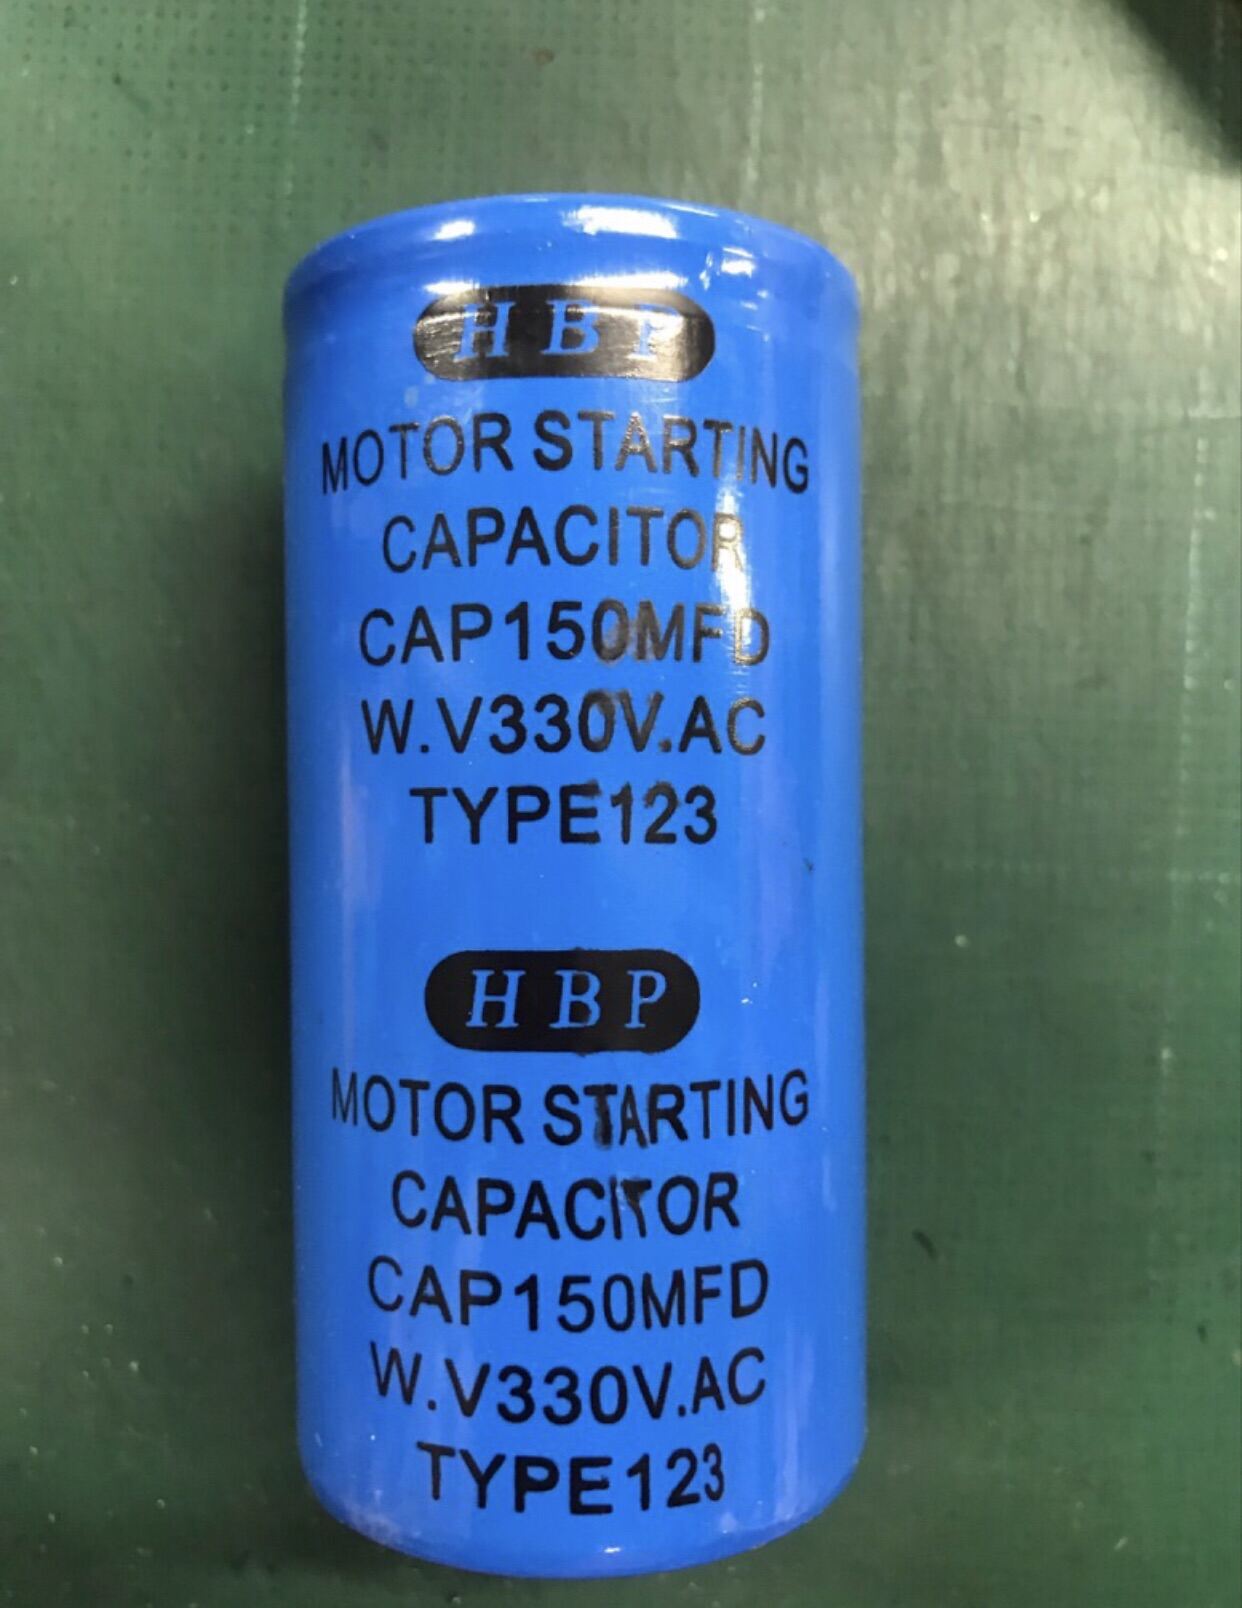 HBP
MOTOR STARTING
CAPACITOR
CAP150MFD
W.V330V.AC
TYPE123
HBP
MOTOR STARTING
CAPACITOR
CAP150MFD
W.V330V.AC
TYPE123